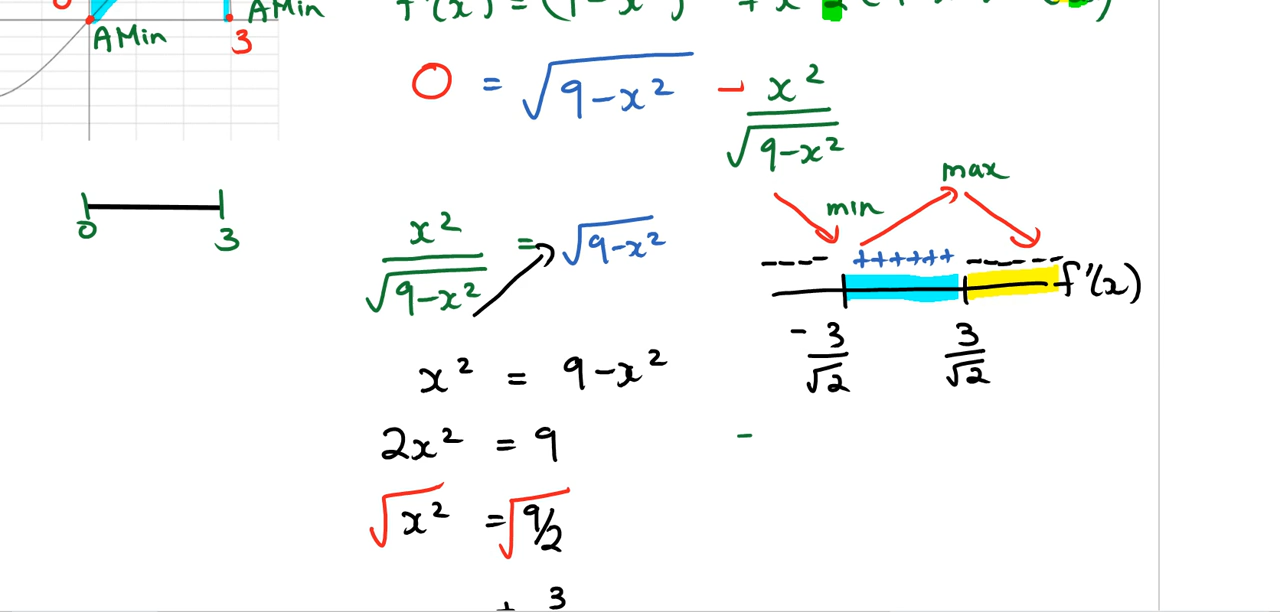 AMin
AMin
3
0 = √(9-x²) - x²/√(9-x²)
max
min
0 3
x²/√(9-x²) = √(9-x²)
---- ++++++ ------
f'(x)
-3/√2 3/√2
x² = 9-x²
2x² = 9
-
√x² = √9/2
3